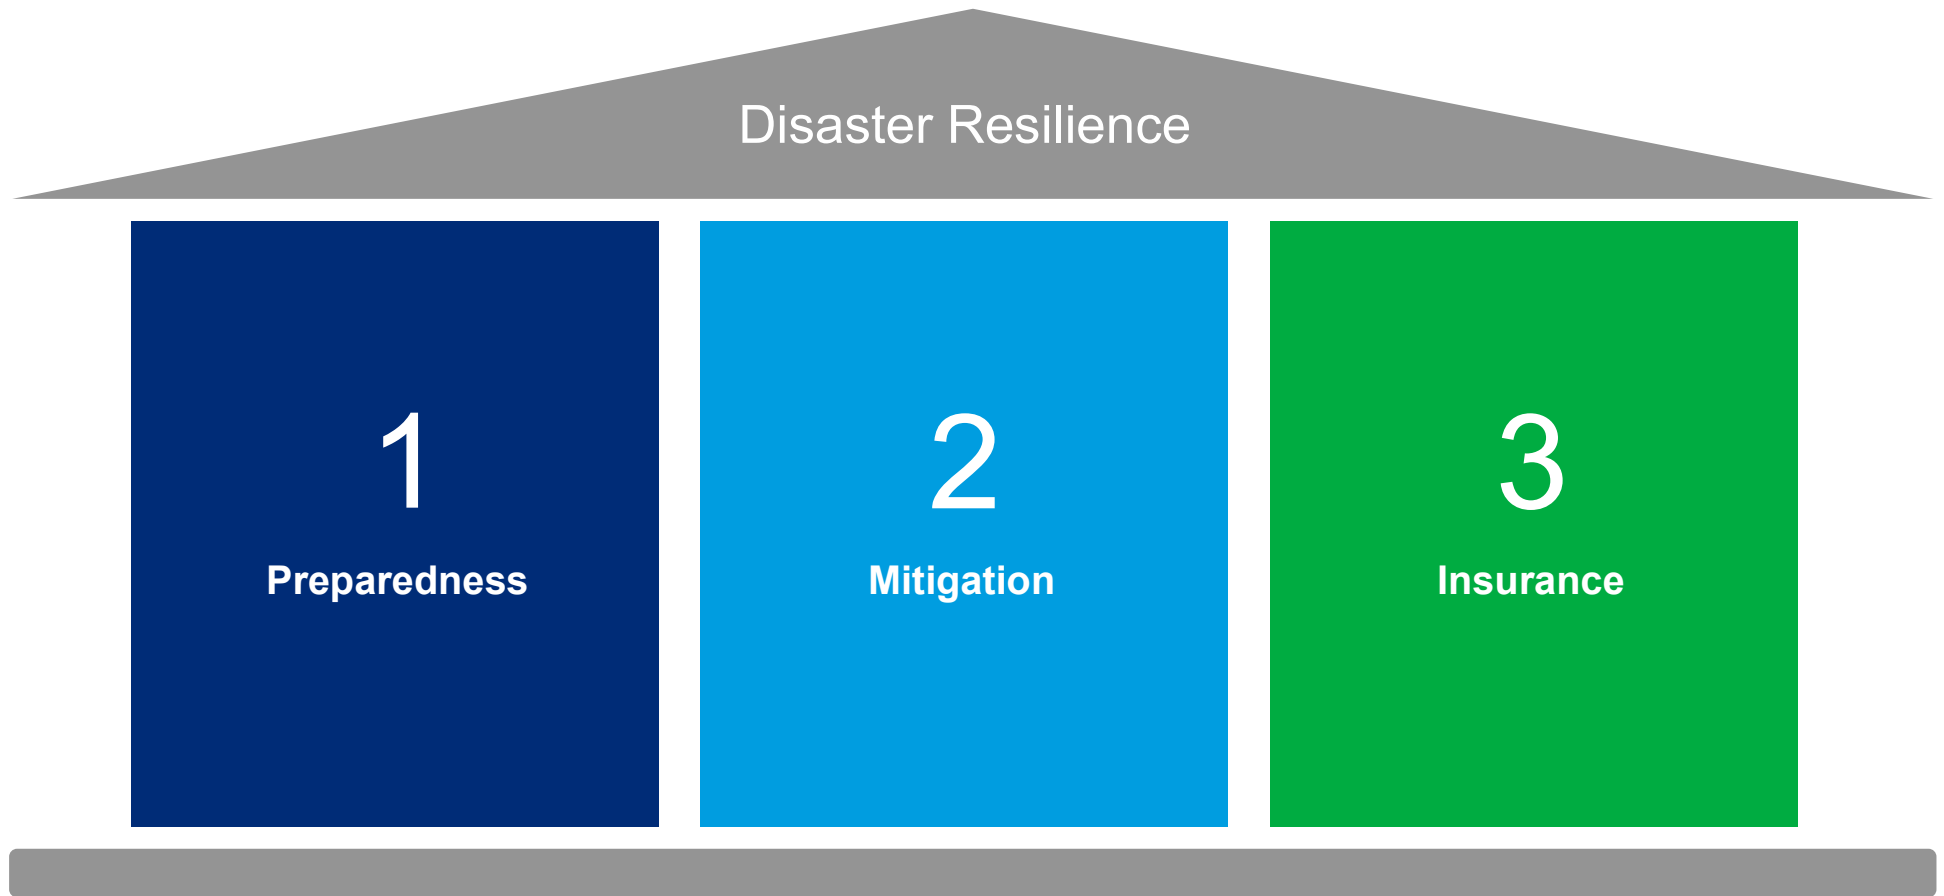 Disaster Resilience
1
Preparedness
2
Mitigation
3
Insurance